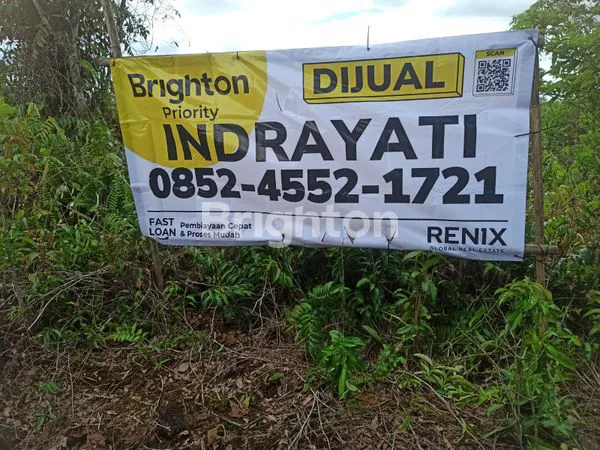 Brighton
Priority
DIJUAL
SCAN
INDRAYATI
0852-4552-1721
FAST
LOAN
Pembiayaan Cepat
& Proses Mudah
Brighton
RENIX
GLOBAL REAL ESTATE